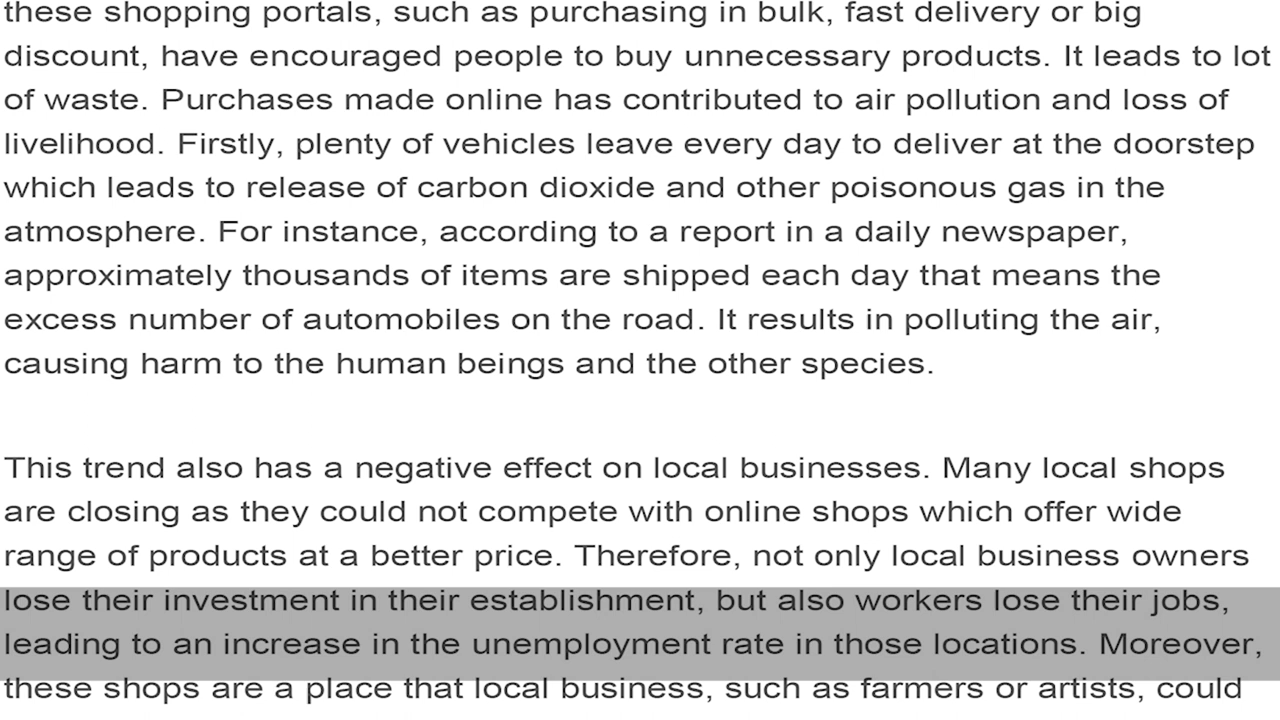 these shopping portals, such as purchasing in bulk, fast delivery or big
discount, have encouraged people to buy unnecessary products. It leads to lot
of waste. Purchases made online has contributed to air pollution and loss of
livelihood. Firstly, plenty of vehicles leave every day to deliver at the doorstep
which leads to release of carbon dioxide and other poisonous gas in the
atmosphere. For instance, according to a report in a daily newspaper,
approximately thousands of items are shipped each day that means the
excess number of automobiles on the road. It results in polluting the air,
causing harm to the human beings and the other species.
This trend also has a negative effect on local businesses. Many local shops
are closing as they could not compete with online shops which offer wide
range of products at a better price. Therefore, not only local business owners
lose their investment in their establishment, but also workers lose their jobs,
leading to an increase in the unemployment rate in those locations. Moreover,
these shops are a place that local business, such as farmers or artists, could